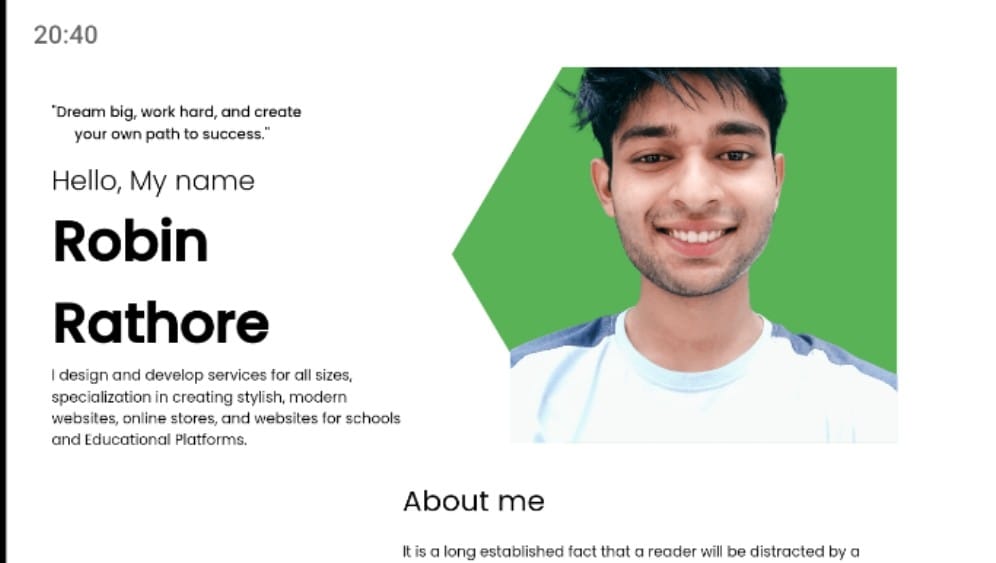 20:40
"Dream big, work hard, and create
your own path to success."
Hello, My name
Robin
Rathore
I design and develop services for all sizes,
specialization in creating stylish, modern
websites, online stores, and websites for schools
and Educational Platforms.
About me
It is a long established fact that a reader will be distracted by a